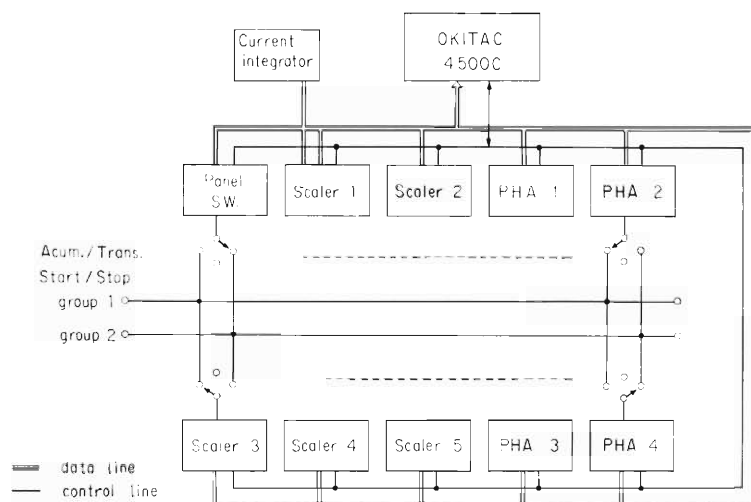 Current
integrator
OKITAC
4500C
Panel
SW.
Scaler 1
Scaler 2
PHA 1
PHA 2
Acum./Trans.
Start/Stop
group 1
group 2
Scaler 3
Scaler 4
Scaler 5
PHA 3
PHA 4
data line
control line